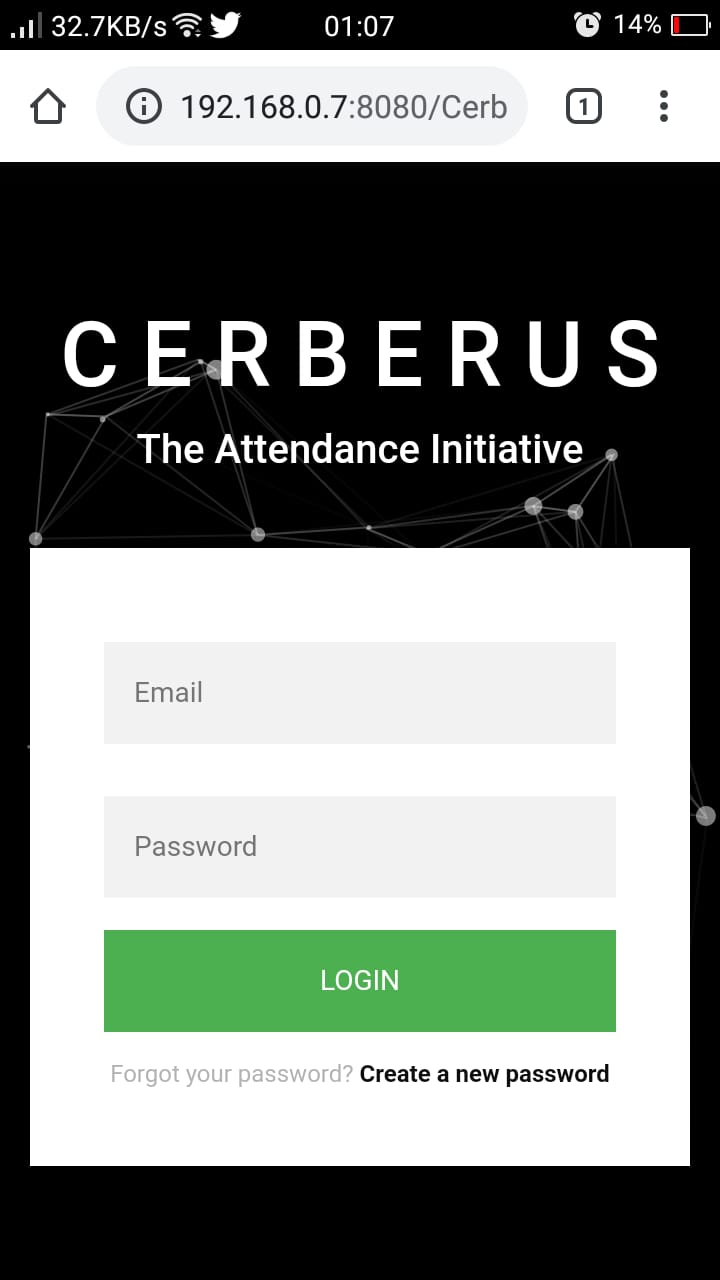 32.7KB/s 01:07 14%
192.168.0.7:8080/Cerb 1
CERBERUS
The Attendance Initiative
Email
Password
LOGIN
Forgot your password? Create a new password